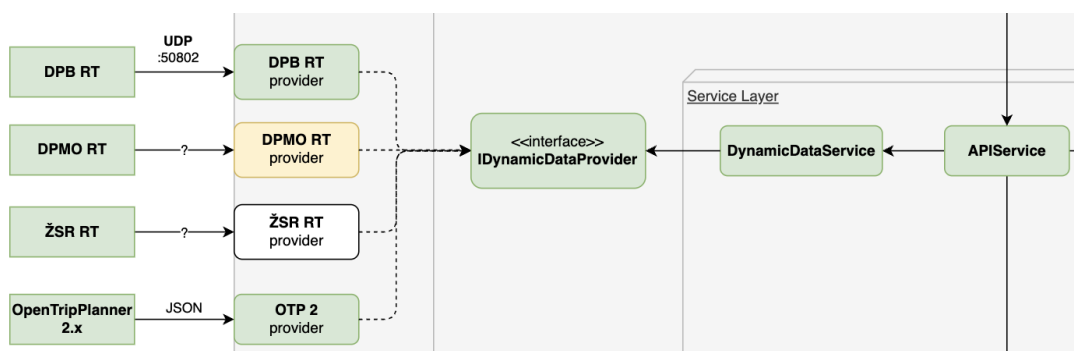 DPB RT
UDP
:50802
DPB RT
provider
DPMO RT
?
DPMO RT
provider
ŽSR RT
?
ŽSR RT
provider
OpenTripPlanner
2.x
JSON
OTP 2
provider
<<interface>>
IDynamicDataProvider
Service Layer
DynamicDataService
APIService